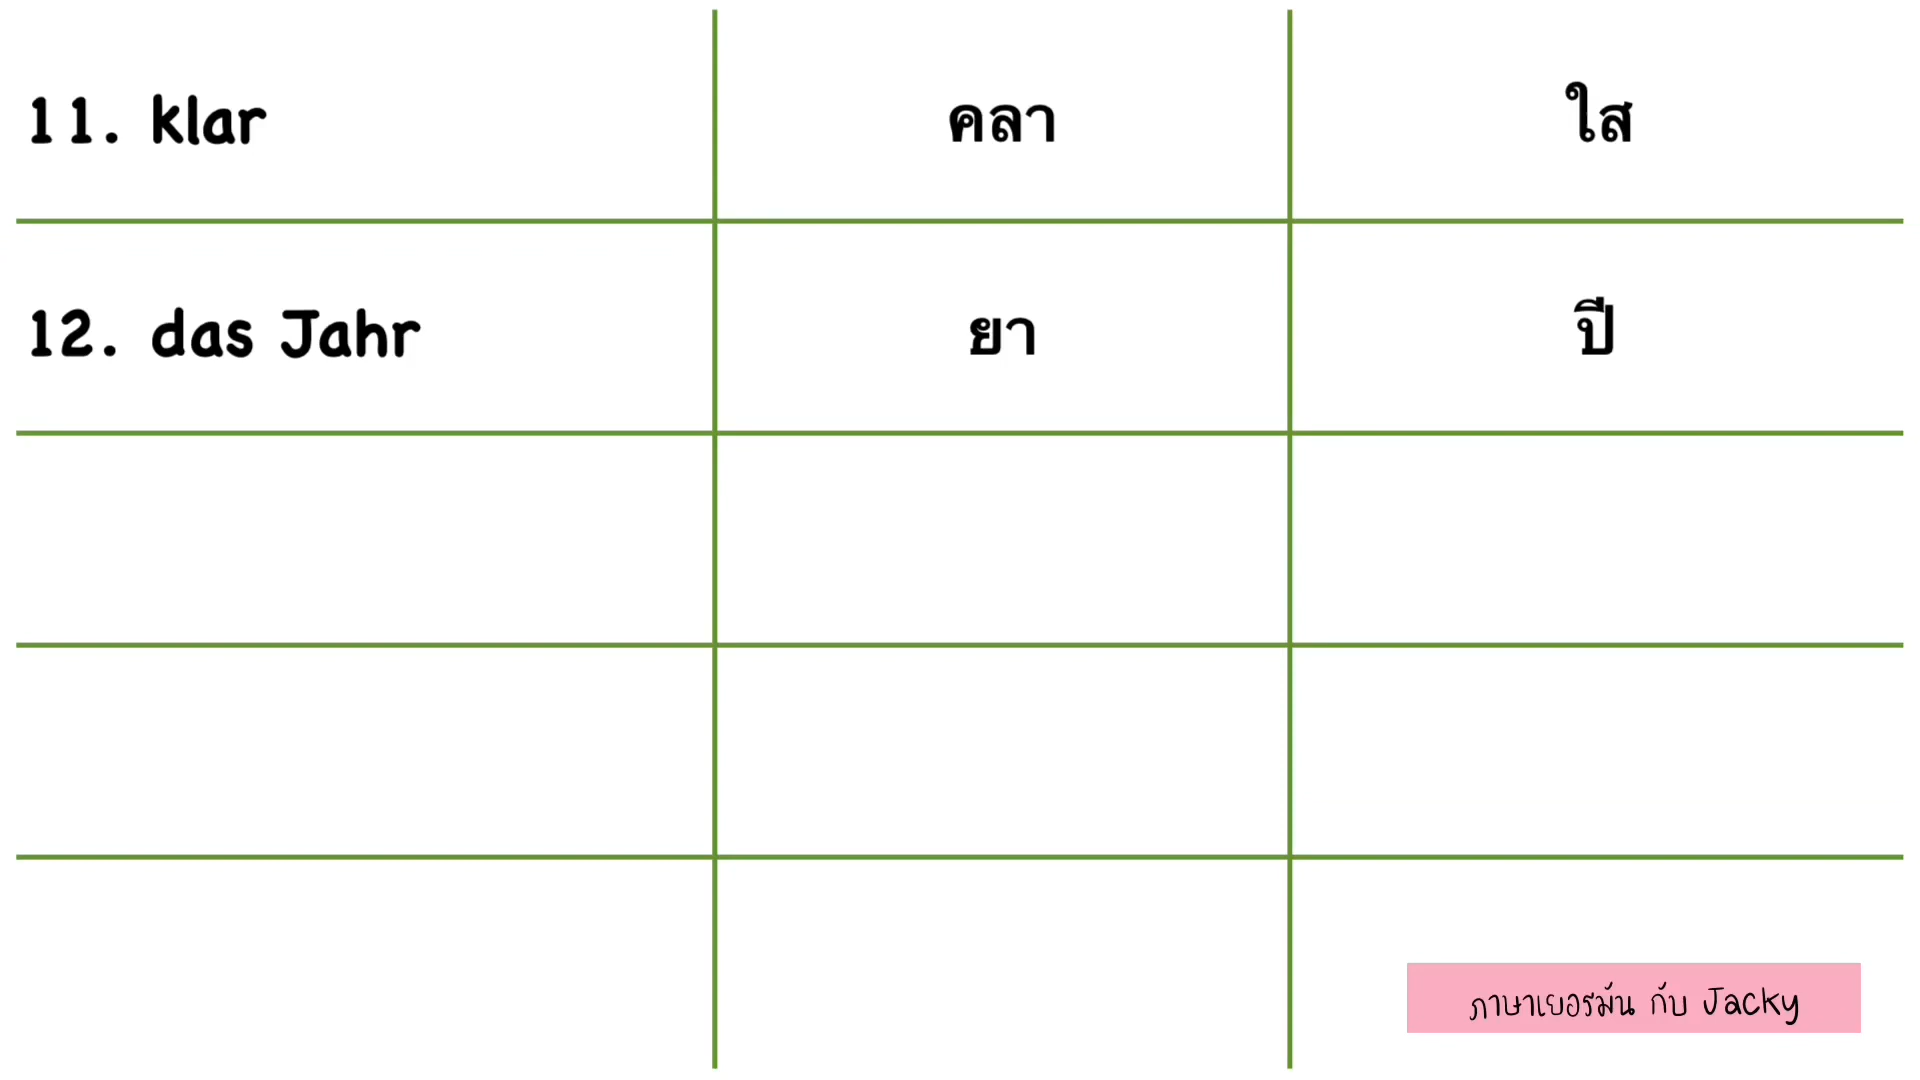 11. klar คลา ใส
12. das Jahr ยา ปี
ภาษาเยอรมัน กับ Jacky